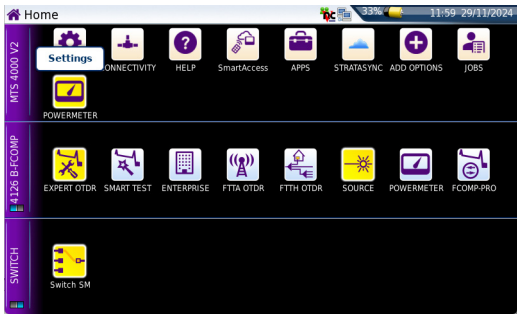 Home
33%
11:59 29/11/2024
MTS 4000 V2
Settings
ONNECTIVITY
HELP
SmartAccess
APPS
STRATASYNC
ADD OPTIONS
JOBS
POWERMETER
4126 B-FCOMP
EXPERT OTDR
SMART TEST
ENTERPRISE
FTTA OTDR
FTTH OTDR
SOURCE
POWERMETER
FCOMP-PRO
SWITCH
Switch SM